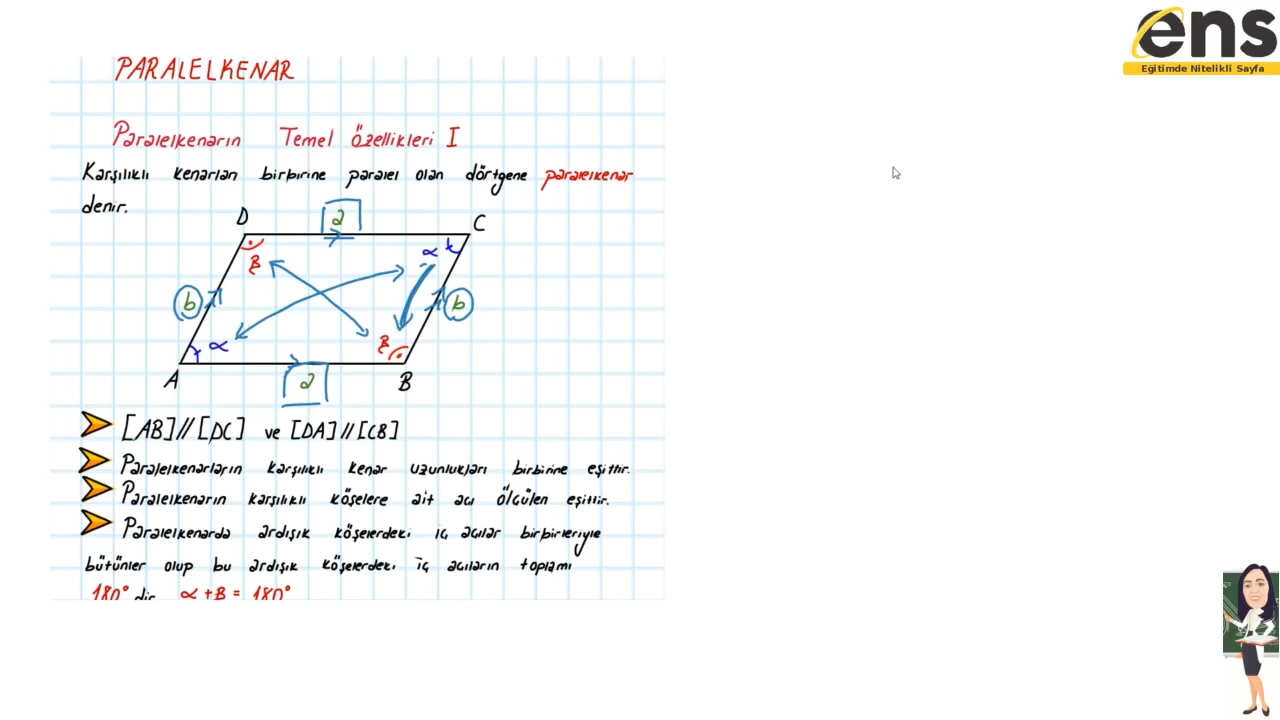 ens
Eğitimde Nitelikli Sayfa
PARALELKENAR
Paralelkenarın Temel özellikleri I
Karşılıklı kenarları birbirine paralel olan dörtgene paralelkenar
denir.
D a C
β α
b b
α β
A a B
[AB]//[DC] ve [DA]//[CB]
Paralelkenarların karşılıklı kenar uzunlukları birbirine eşittir.
Paralelkenarın karşılıklı köşelere ait açı ölçüleri eşittir.
Paralelkenarda ardışık köşelerdeki iç açılar birbirleriyle
bütünler olup bu ardışık köşelerdeki iç açıların toplamı
180° dir α + β = 180°